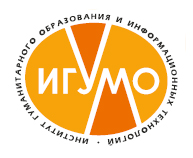 ИНСТИТУТ ГУМАНИТАРНОГО ОБРАЗОВАНИЯ И ИНФОРМАЦИОННЫХ ТЕХНОЛОГИЙ •
ИГУМО